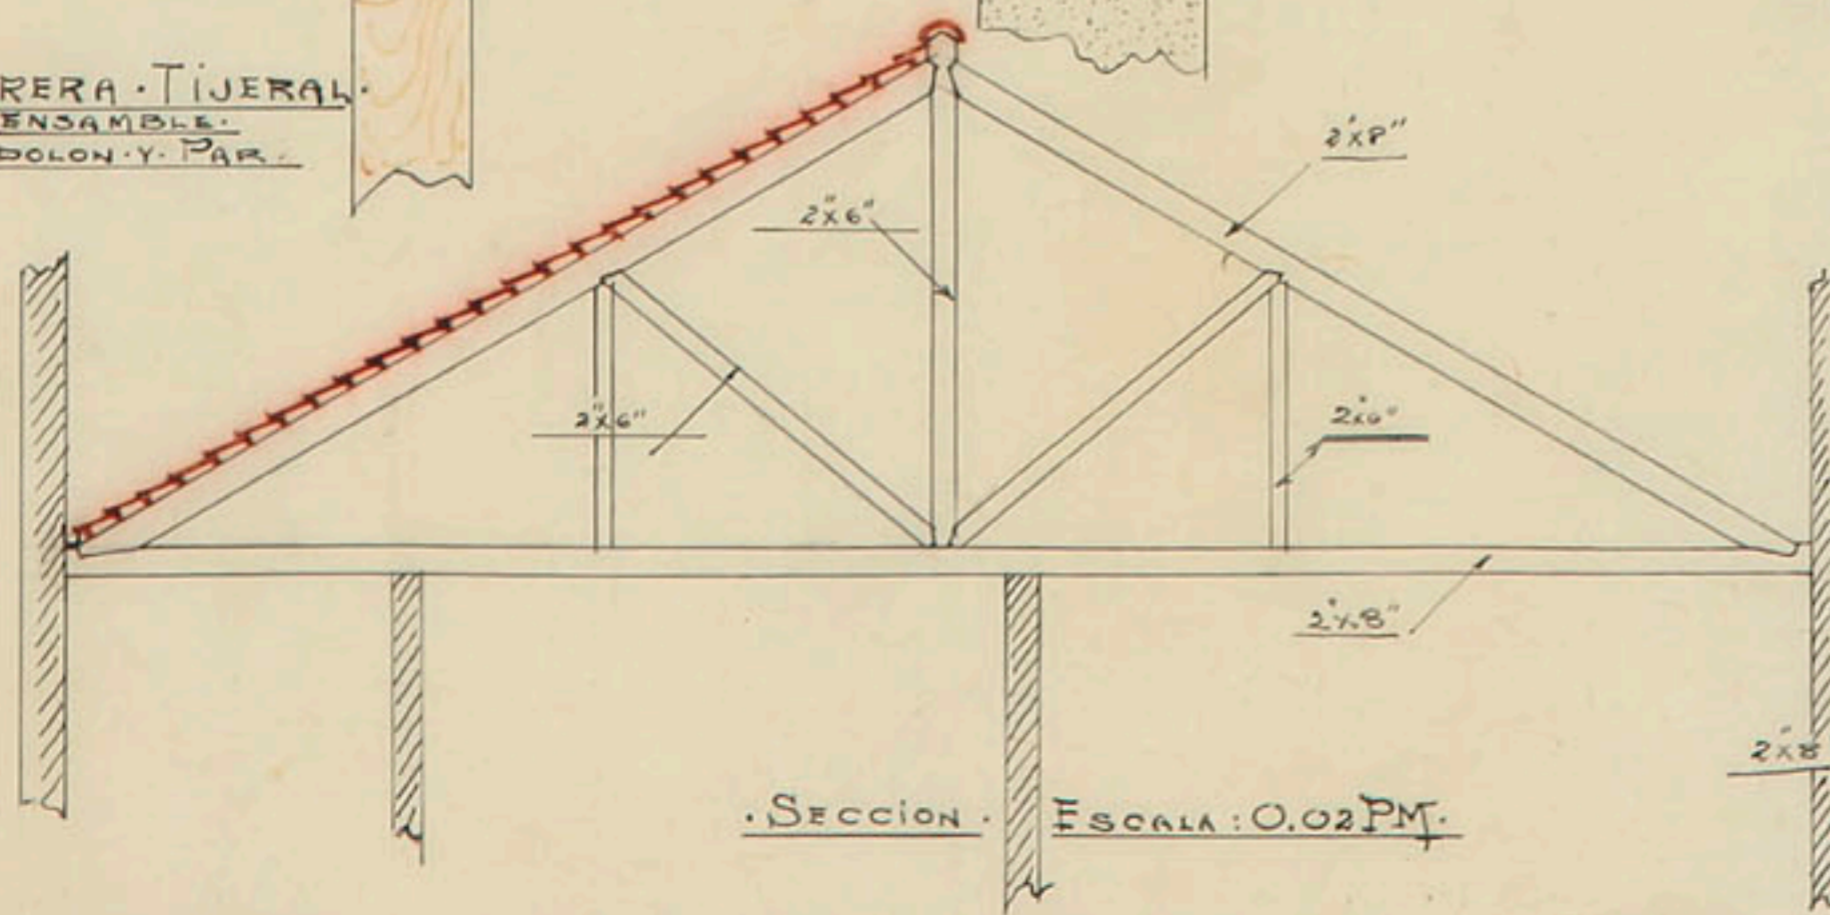 RERA · TIJERAL ·
ENSAMBLE ·
DOLON · Y · PAR ·
2"x8"
2"x6"
2"x6"
2"x6"
2"x8"
2"x8
· SECCION · ESCALA : 0.02 PM ·